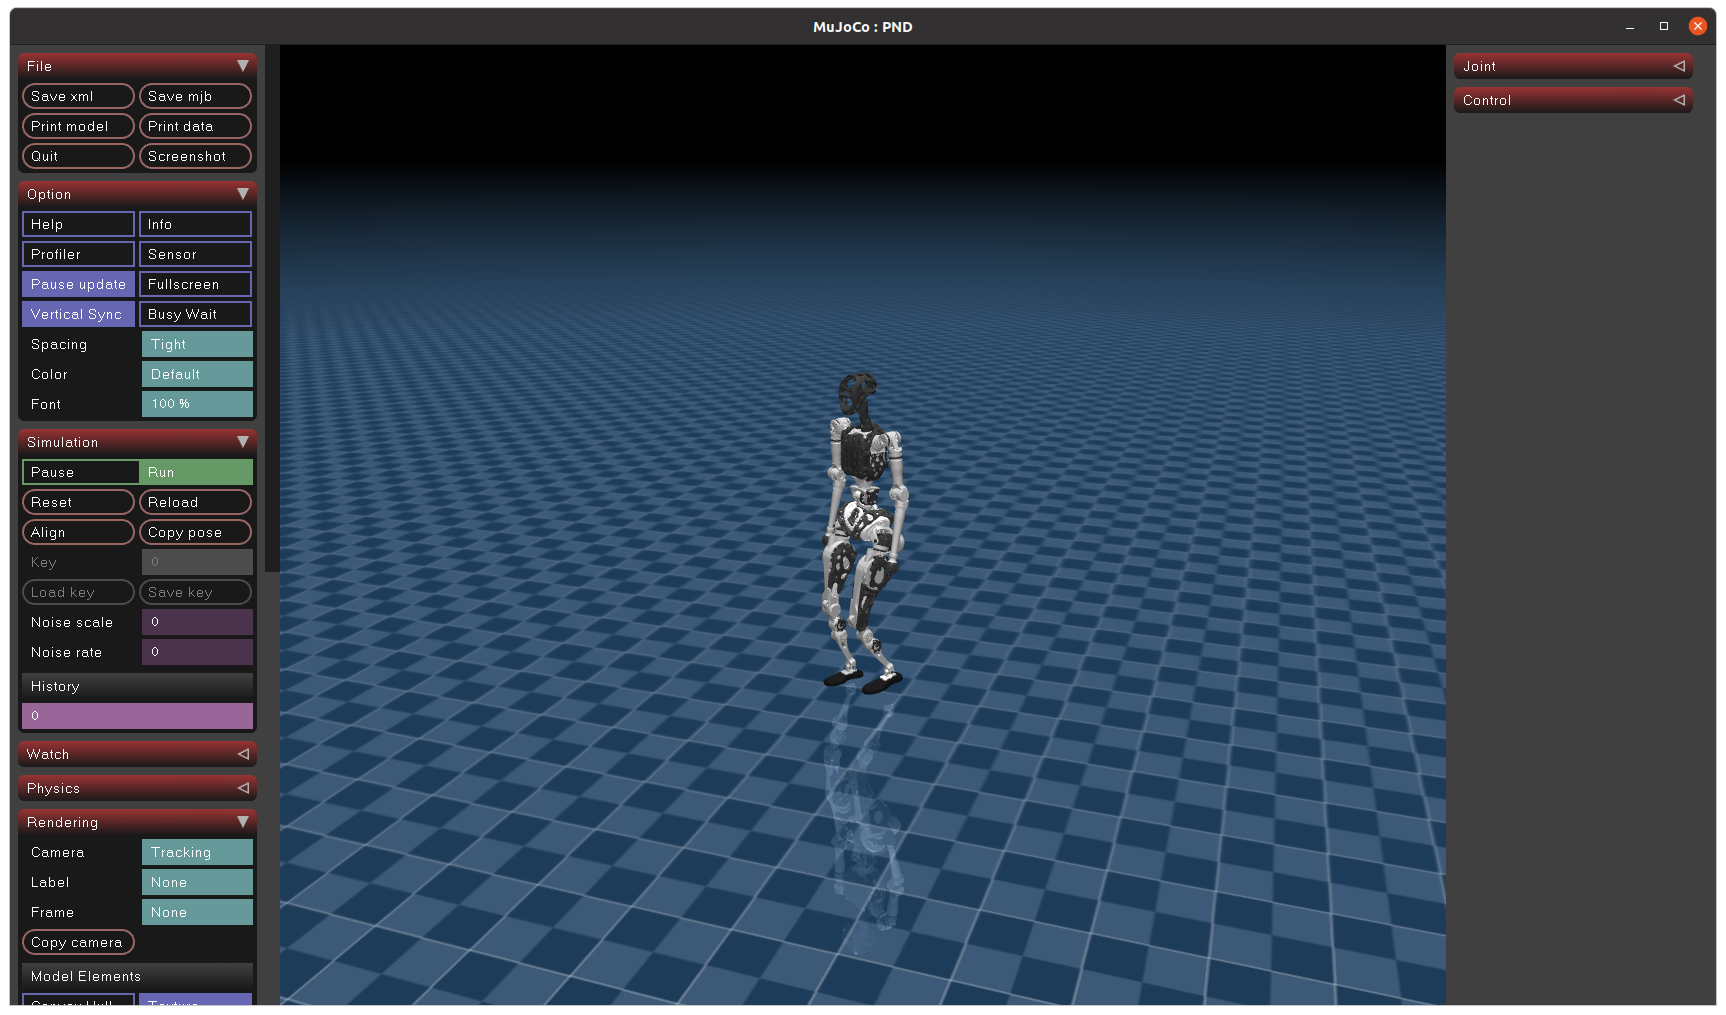 MuJoCo : PND
File
Save xml Save mjb
Print model Print data
Quit Screenshot
Option
Help Info
Profiler Sensor
Pause update Fullscreen
Vertical Sync Busy Wait
Spacing Tight
Color Default
Font 100 %
Simulation
Pause Run
Reset Reload
Align Copy pose
Key 0
Load key Save key
Noise scale 0
Noise rate 0
History
0
Watch
Physics
Rendering
Camera Tracking
Label None
Frame None
Copy camera
Model Elements
Convex Hull Texture
Joint
Control